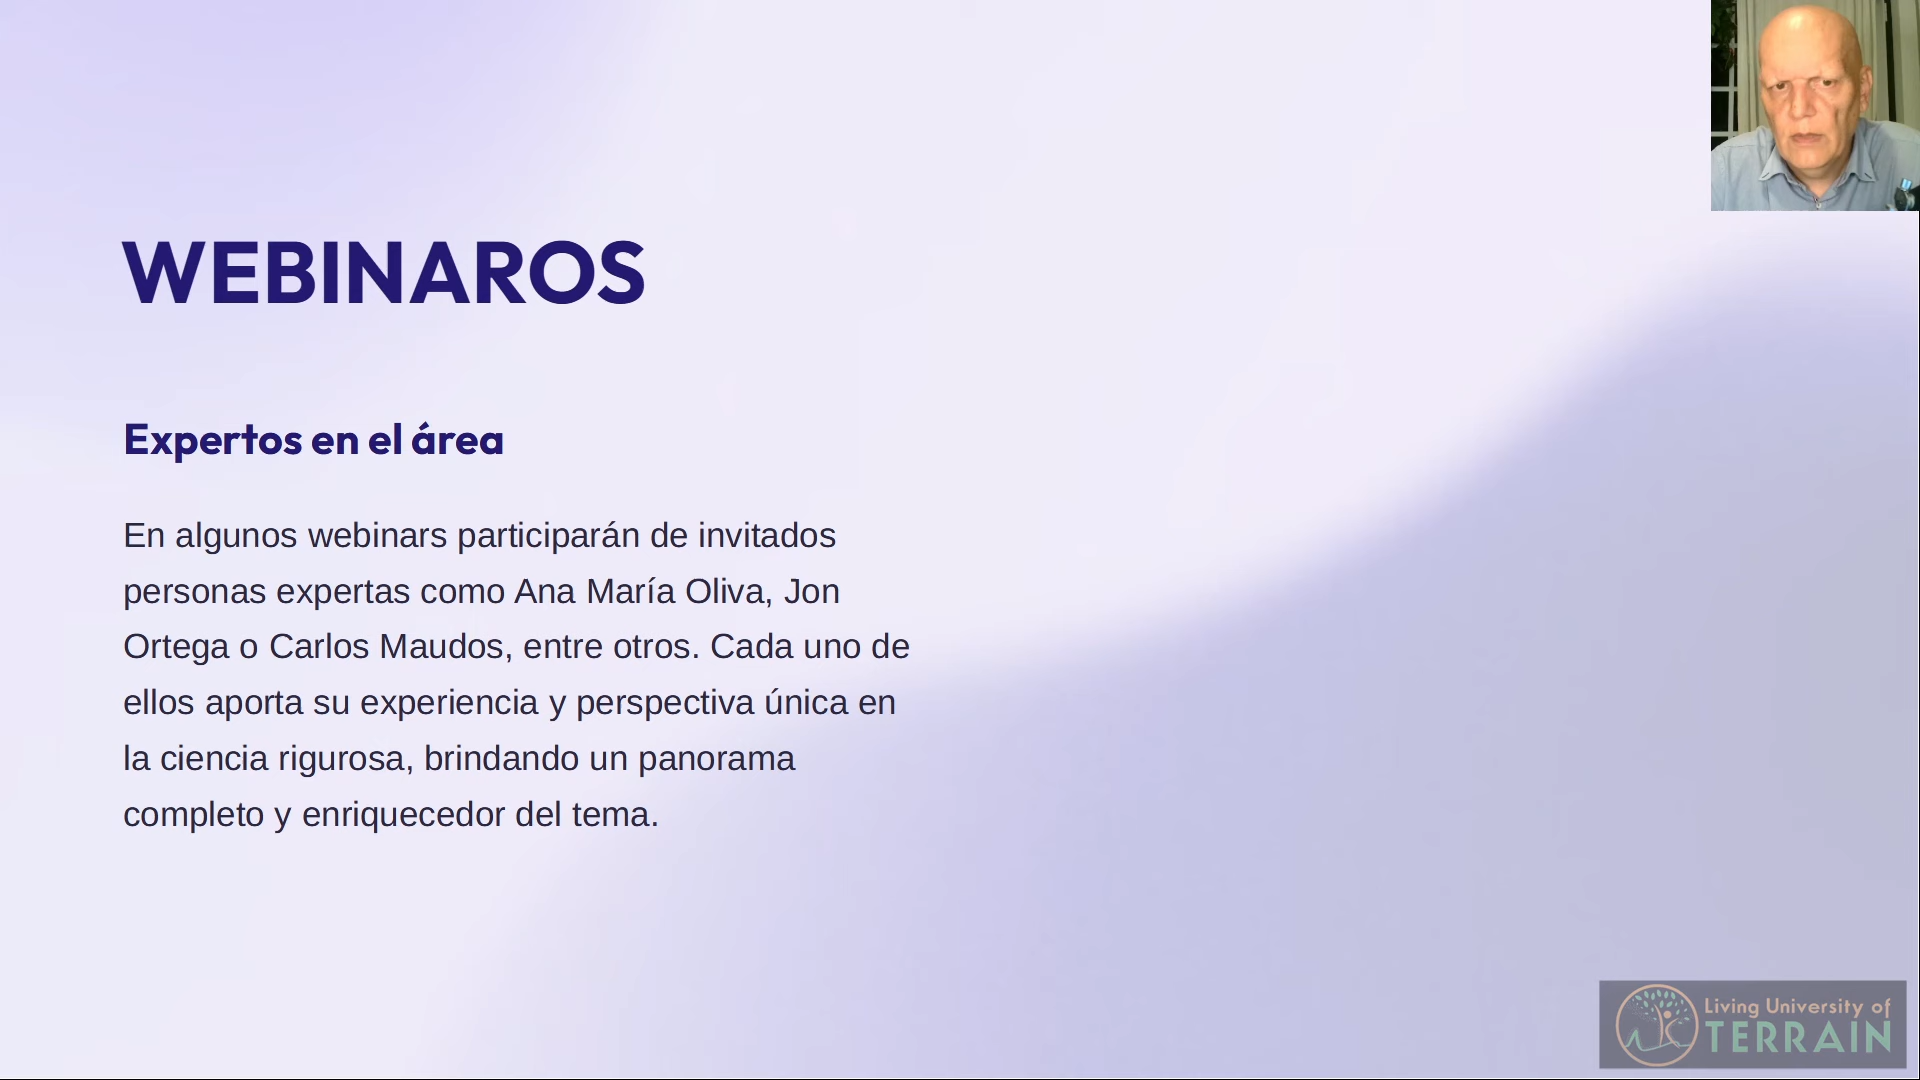 WEBINAROS
Expertos en el área
En algunos webinars participarán de invitados
personas expertas como Ana María Oliva, Jon
Ortega o Carlos Maudos, entre otros. Cada uno de
ellos aporta su experiencia y perspectiva única en
la ciencia rigurosa, brindando un panorama
completo y enriquecedor del tema.
Living University of
TERRAIN